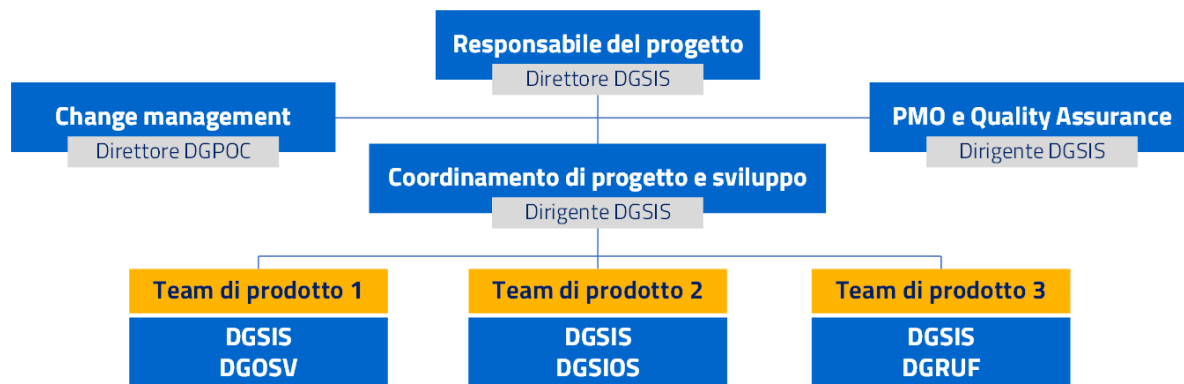 Responsabile del progetto
Direttore DGSIS
Change management
Direttore DGPOC
PMO e Quality Assurance
Dirigente DGSIS
Coordinamento di progetto e sviluppo
Dirigente DGSIS
Team di prodotto 1
DGSIS
DGOSV
Team di prodotto 2
DGSIS
DGSIOS
Team di prodotto 3
DGSIS
DGRUF